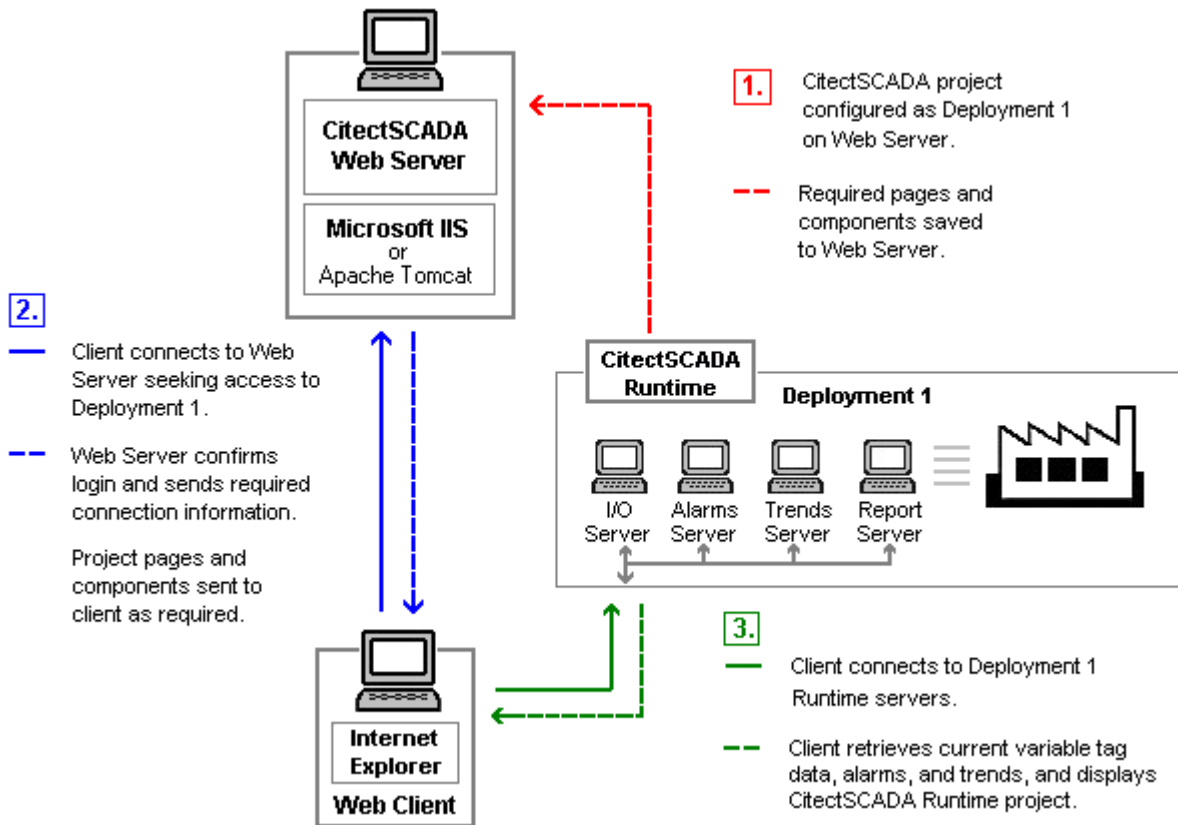 CitectSCADA
Web Server
Microsoft IIS
or
Apache Tomcat
1.
CitectSCADA project
configured as Deployment 1
on Web Server.
Required pages and
components saved
to Web Server.
2.
Client connects to Web
Server seeking access to
Deployment 1.
Web Server confirms
login and sends required
connection information.
Project pages and
components sent to
client as required.
CitectSCADA
Runtime
Deployment 1
I/O
Server
Alarms
Server
Trends
Server
Report
Server
Internet
Explorer
Web Client
3.
Client connects to Deployment 1
Runtime servers.
Client retrieves current variable tag
data, alarms, and trends, and displays
CitectSCADA Runtime project.